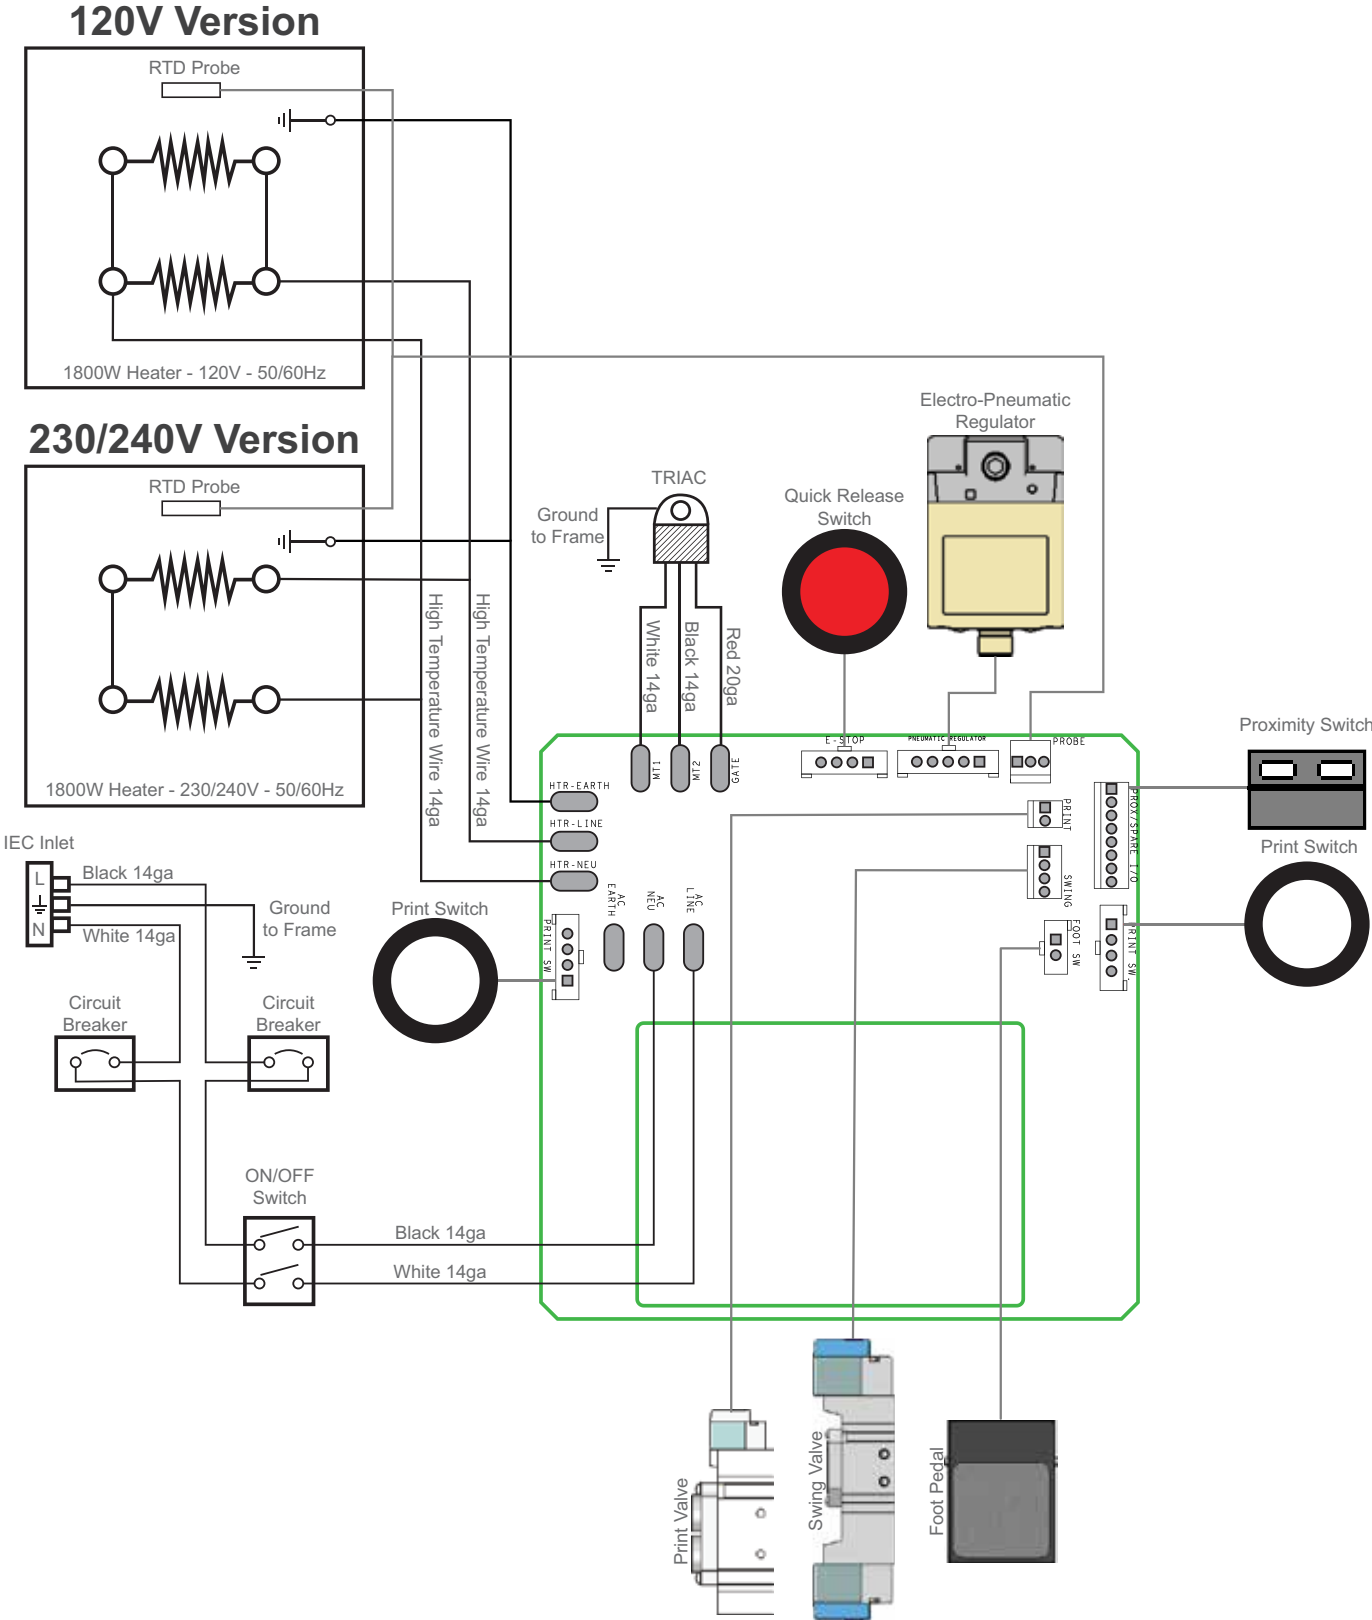 120V Version
RTD Probe
1800W Heater - 120V - 50/60Hz
230/240V Version
RTD Probe
1800W Heater - 230/240V - 50/60Hz
High Temperature Wire 14ga
High Temperature Wire 14ga
TRIAC
Ground
to Frame
White 14ga
Black 14ga
Red 20ga
Quick Release
Switch
Electro-Pneumatic
Regulator
Proximity Switch
Print Switch
MT1
MT2
GATE
E-STOP
PNEUMATIC REGULATOR
PROBE
HTR-EARTH
HTR-LINE
HTR-NEU
AC
EARTH
AC
NEU
AC
LINE
PRINT SW
PRINT
SWING
FOOT SW
PROX/SPARE I/O
PRINT SW.
IEC Inlet
L
N
Black 14ga
White 14ga
Ground
to Frame
Print Switch
Circuit
Breaker
Circuit
Breaker
ON/OFF
Switch
Black 14ga
White 14ga
Print Valve
Swing Valve
Foot Pedal